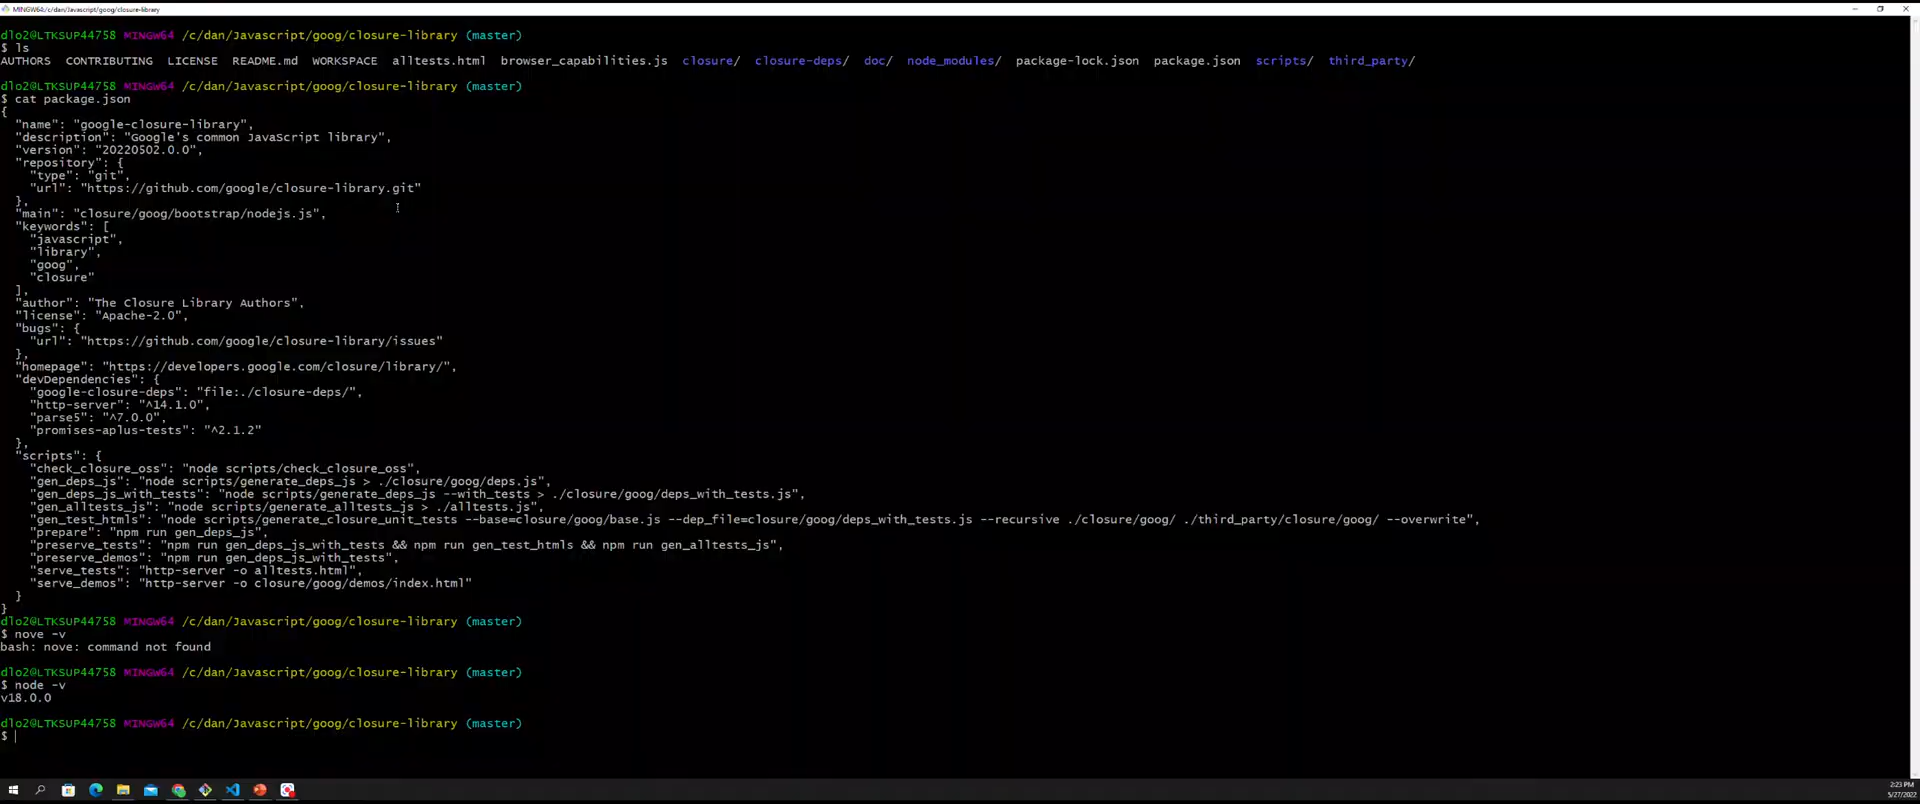 MINGW64:/c/dan/Javascript/goog/closure-library
dlo2@LTKSUP44758 MINGW64 /c/dan/Javascript/goog/closure-library (master)
$ ls
AUTHORS  CONTRIBUTING  LICENSE  README.md  WORKSPACE  alltests.html  browser_capabilities.js  closure/  closure-deps/  doc/  node_modules/  package-lock.json  package.json  scripts/  third_party/
dlo2@LTKSUP44758 MINGW64 /c/dan/Javascript/goog/closure-library (master)
$ cat package.json
{
  "name": "google-closure-library",
  "description": "Google's common JavaScript library",
  "version": "20220502.0.0",
  "repository": {
    "type": "git",
    "url": "https://github.com/google/closure-library.git"
  },
  "main": "closure/goog/bootstrap/nodejs.js",
  "keywords": [
    "javascript",
    "library",
    "goog",
    "closure"
  ],
  "author": "The Closure Library Authors",
  "license": "Apache-2.0",
  "bugs": {
    "url": "https://github.com/google/closure-library/issues"
  },
  "homepage": "https://developers.google.com/closure/library/",
  "devDependencies": {
    "google-closure-deps": "file:./closure-deps/",
    "http-server": "^14.1.0",
    "parse5": "^7.0.0",
    "promises-aplus-tests": "^2.1.2"
  },
  "scripts": {
    "check_closure_oss": "node scripts/check_closure_oss",
    "gen_deps_js": "node scripts/generate_deps_js > ./closure/goog/deps.js",
    "gen_deps_js_with_tests": "node scripts/generate_deps_js --with_tests > ./closure/goog/deps_with_tests.js",
    "gen_alltests_js": "node scripts/generate_alltests_js > ./alltests.js",
    "gen_test_htmls": "node scripts/generate_closure_unit_tests --base=closure/goog/base.js --dep_file=closure/goog/deps_with_tests.js --recursive ./closure/goog/ ./third_party/closure/goog/ --overwrite",
    "prepare": "npm run gen_deps_js",
    "preserve_tests": "npm run gen_deps_js_with_tests && npm run gen_test_htmls && npm run gen_alltests_js",
    "preserve_demos": "npm run gen_deps_js_with_tests",
    "serve_tests": "http-server -o alltests.html",
    "serve_demos": "http-server -o closure/goog/demos/index.html"
  }
}
dlo2@LTKSUP44758 MINGW64 /c/dan/Javascript/goog/closure-library (master)
$ nove -v
bash: nove: command not found
dlo2@LTKSUP44758 MINGW64 /c/dan/Javascript/goog/closure-library (master)
$ node -v
v18.0.0
dlo2@LTKSUP44758 MINGW64 /c/dan/Javascript/goog/closure-library (master)
$
2:23 PM
5/27/2022